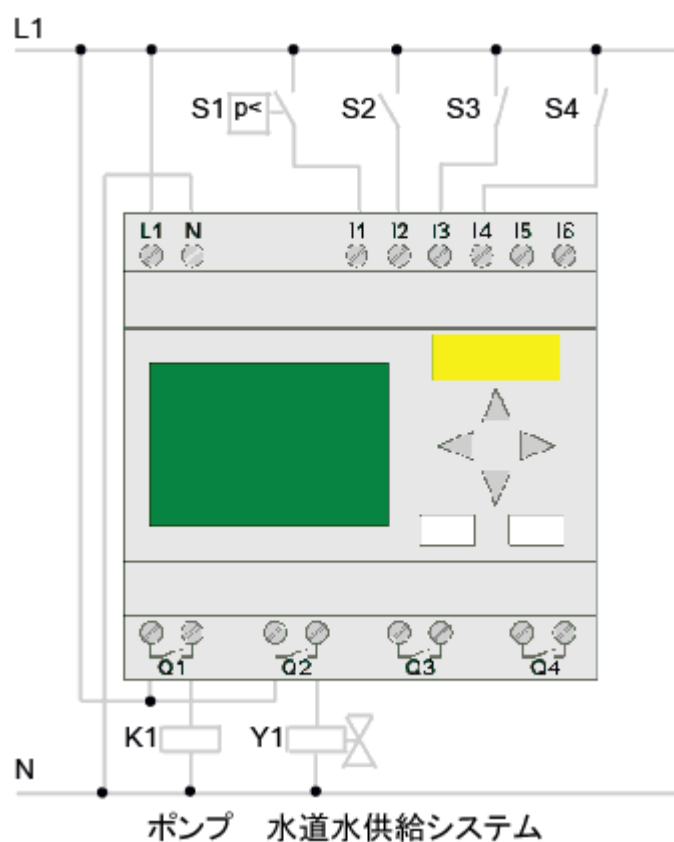 L1
S1 p< S2 S3 S4
L1 N I1 I2 I3 I4 I5 I6
Q1 Q2 Q3 Q4
K1 Y1
N
ポンプ 水道水供給システム